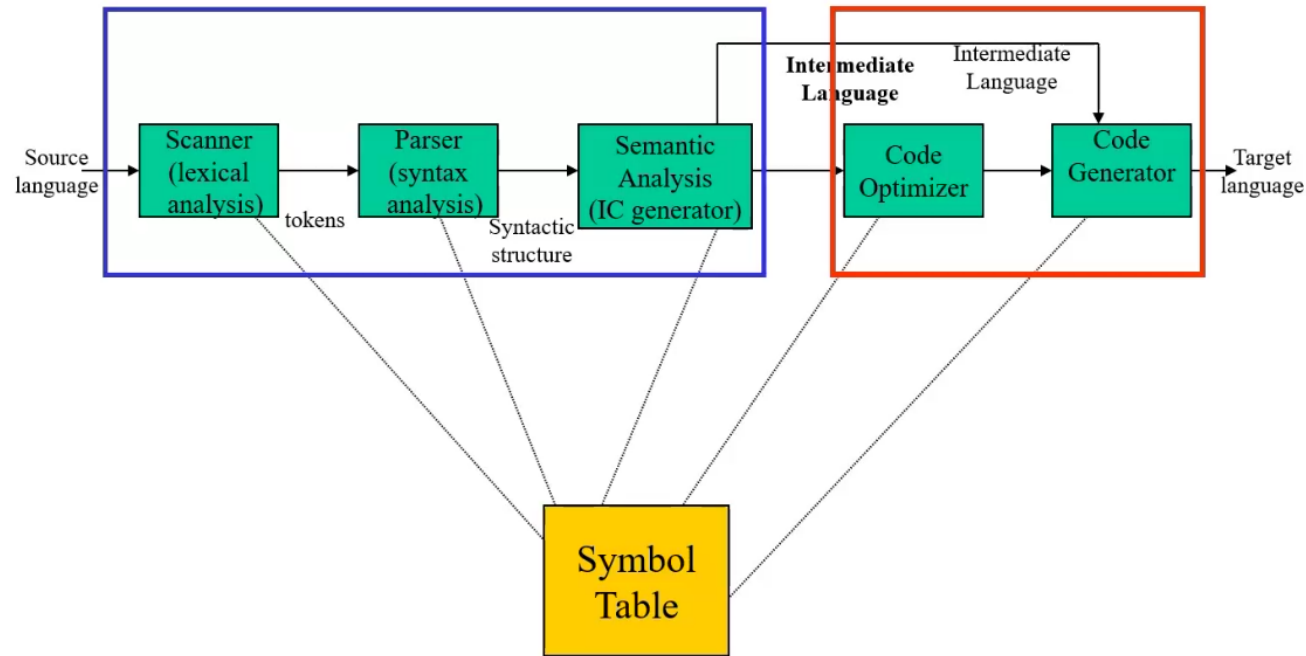 Intermediate
Language
Intermediate
Language
Source
language
Scanner
(lexical
analysis)
tokens
Parser
(syntax
analysis)
Syntactic
structure
Semantic
Analysis
(IC generator)
Code
Optimizer
Code
Generator
Target
language
Symbol
Table